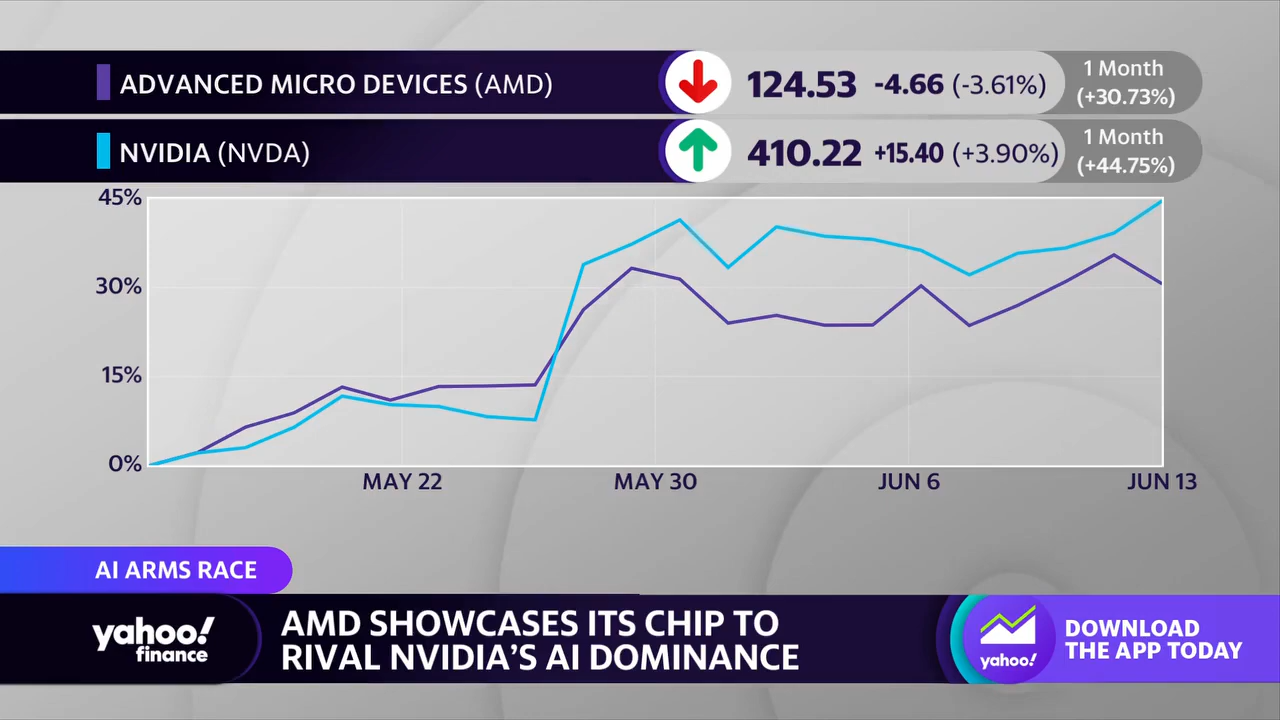 ADVANCED MICRO DEVICES (AMD) 124.53 -4.66 (-3.61%) 1 Month
(+30.73%)
NVIDIA (NVDA) 410.22 +15.40 (+3.90%) 1 Month
(+44.75%)
45%
30%
15%
0%
MAY 22 MAY 30 JUN 6 JUN 13
AI ARMS RACE
yahoo!
finance
AMD SHOWCASES ITS CHIP TO
RIVAL NVIDIA'S AI DOMINANCE
yahoo!
DOWNLOAD
THE APP TODAY